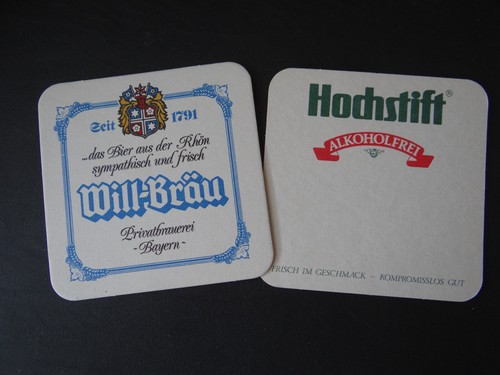 Seit 1791
...das Bier aus der Rhön
sympathisch und frisch
Will-Bräu
Privatbrauerei
-Bayern-
Hochstift®
ALKOHOLFREI
FRISCH IM GESCHMACK – KOMPROMISSLOS GUT